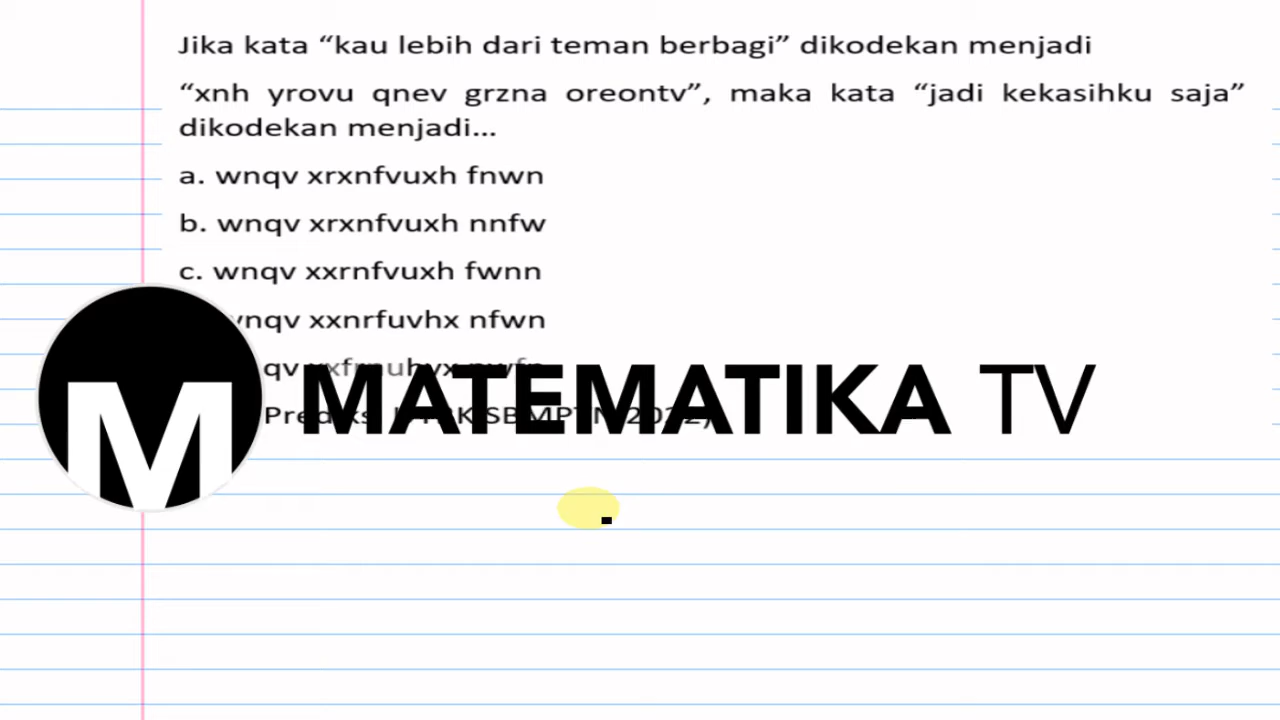 Jika kata “kau lebih dari teman berbagi” dikodekan menjadi
“xnh yrovu qnev grzna oreontv”, maka kata “jadi kekasihku saja”
dikodekan menjadi...
a. wnqv xrxnfvuxh fnwn
b. wnqv xrxnfvuxh nnfw
c. wnqv xxrnfvuxh fwnn
wnqv xxnrfuvhx nfwn
M MATEMATIKA TV